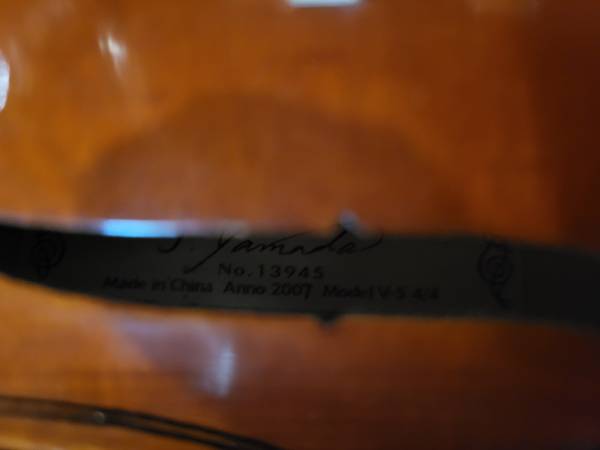 J. Yamada
No.13945
Made in China Anno 2007 Model V-5 4/4